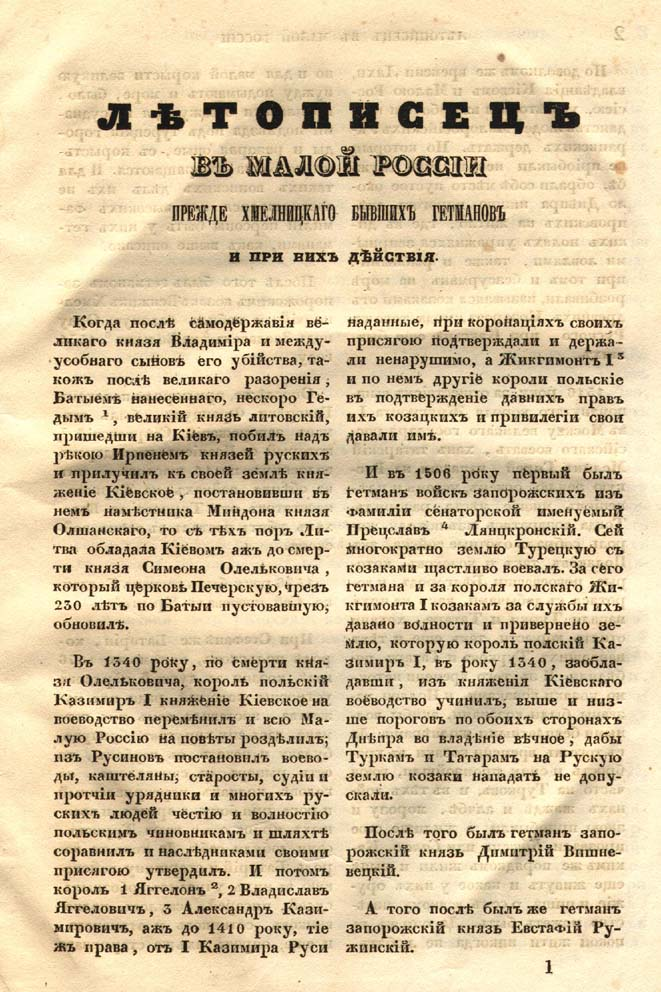 ЛѢТОПИСЕЦЪ
ВЪ МАЛОЙ РОССІИ
ПРЕЖДЕ ХМЕЛНИЦКАГО БЫВШИХЪ ГЕТМАНОВЪ
И ПРИ НИХЪ ДѢЙСТВІЯ.
Когда послѣ самодержавія ве-
ликаго князя Владиміра и между-
усобнаго сыновъ его убійства, та-
кожъ послѣ великаго разоренія,
Батыемъ нанесеннаго, нескоро Ге-
дымъ ¹, великій князь литовскій,
пришедши на Кіевъ, побилъ надъ
рѣкою Ирпенемъ князей рускихъ
и прилучилъ къ своей землѣ кня-
женіе Кіевское, постановивши въ
немъ намѣстника Миндона князя
Олшанскаго, то съ тѣхъ поръ Ли-
тва обладала Кіевомъ ажъ до смер-
ти князя Симеона Олельковича,
который церковь Печерскую, чрезъ
230 лѣтъ по Батыи пустовавшую,
обновилъ.
Въ 1340 року, по смерти кня-
зя Олельковича, король польскій
Казимиръ I княженіе Кіевское на
воеводство перемѣнилъ и всю Ма-
лую Россію на повѣты роздѣлилъ;
изъ Русиновъ постановилъ воево-
ды, каштеляны, старосты, судіи и
протчіи урядники и многихъ ру-
скихъ людей честію и волностію
польскимъ чиновникамъ и шляхтѣ
соравнилъ и наслѣдниками своими
присягою утвердилъ. И потомъ
король 1 Яггелонъ ², 2 Владиславъ
Яггеловичъ, 3 Александръ Кази-
мировичъ, ажъ до 1410 року, тіе
жъ права, отъ I Казимира Руси
наданные, при коронаціяхъ своихъ
присягою подтверждали и держа-
ли ненарушимо, а Жикгимонтъ I ³
и по немъ другіе короли польскіе
въ подтвержденіе давнихъ правъ
ихъ козацкихъ и привилегіи свои
давали имъ.
И въ 1506 року первый былъ
гетманъ войскъ запорожскихъ изъ
фамиліи сенаторской именуемый
Прецславъ ⁴ Лянцкронскій. Сей
многократно землю Турецкую съ
козаками щастливо воевалъ. За сего
гетмана и за короля полскаго Жи-
кгимонта I козакамъ за службы ихъ
давано волности и привернено зе-
млю, которую король полскій Ка-
зимиръ I, въ року 1340, заобла-
давши, изъ княженія Кіевскаго
воеводство учинилъ; выше и низ-
ше пороговъ по обоихъ сторонахъ
Днѣпра во владѣніе вѣчное, дабы
Туркамъ и Татарамъ на Рускую
землю козаки нападать не допу-
скали.
Послѣ того былъ гетманъ запо-
рожскій князь Димитрій Вишне-
вецкій.
А того послѣ былъ же гетманъ
запорожскій князь Евстафій Ру-
жинскій.
1